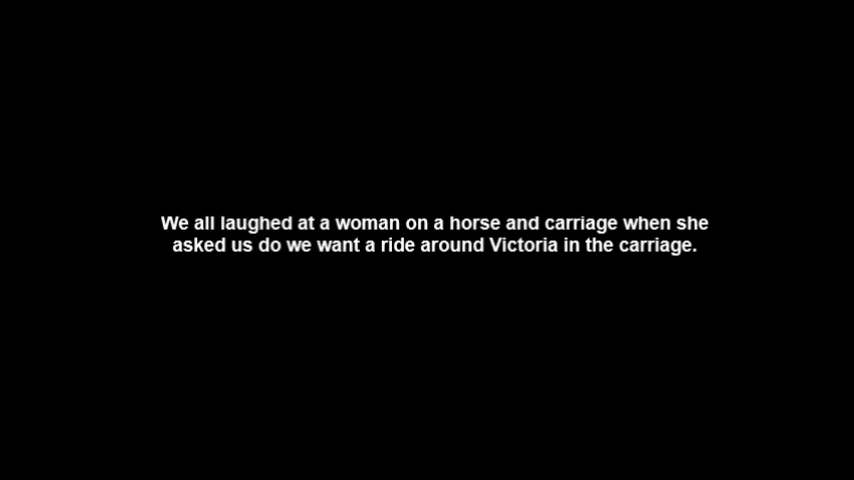 We all laughed at a woman on a horse and carriage when she
asked us do we want a ride around Victoria in the carriage.